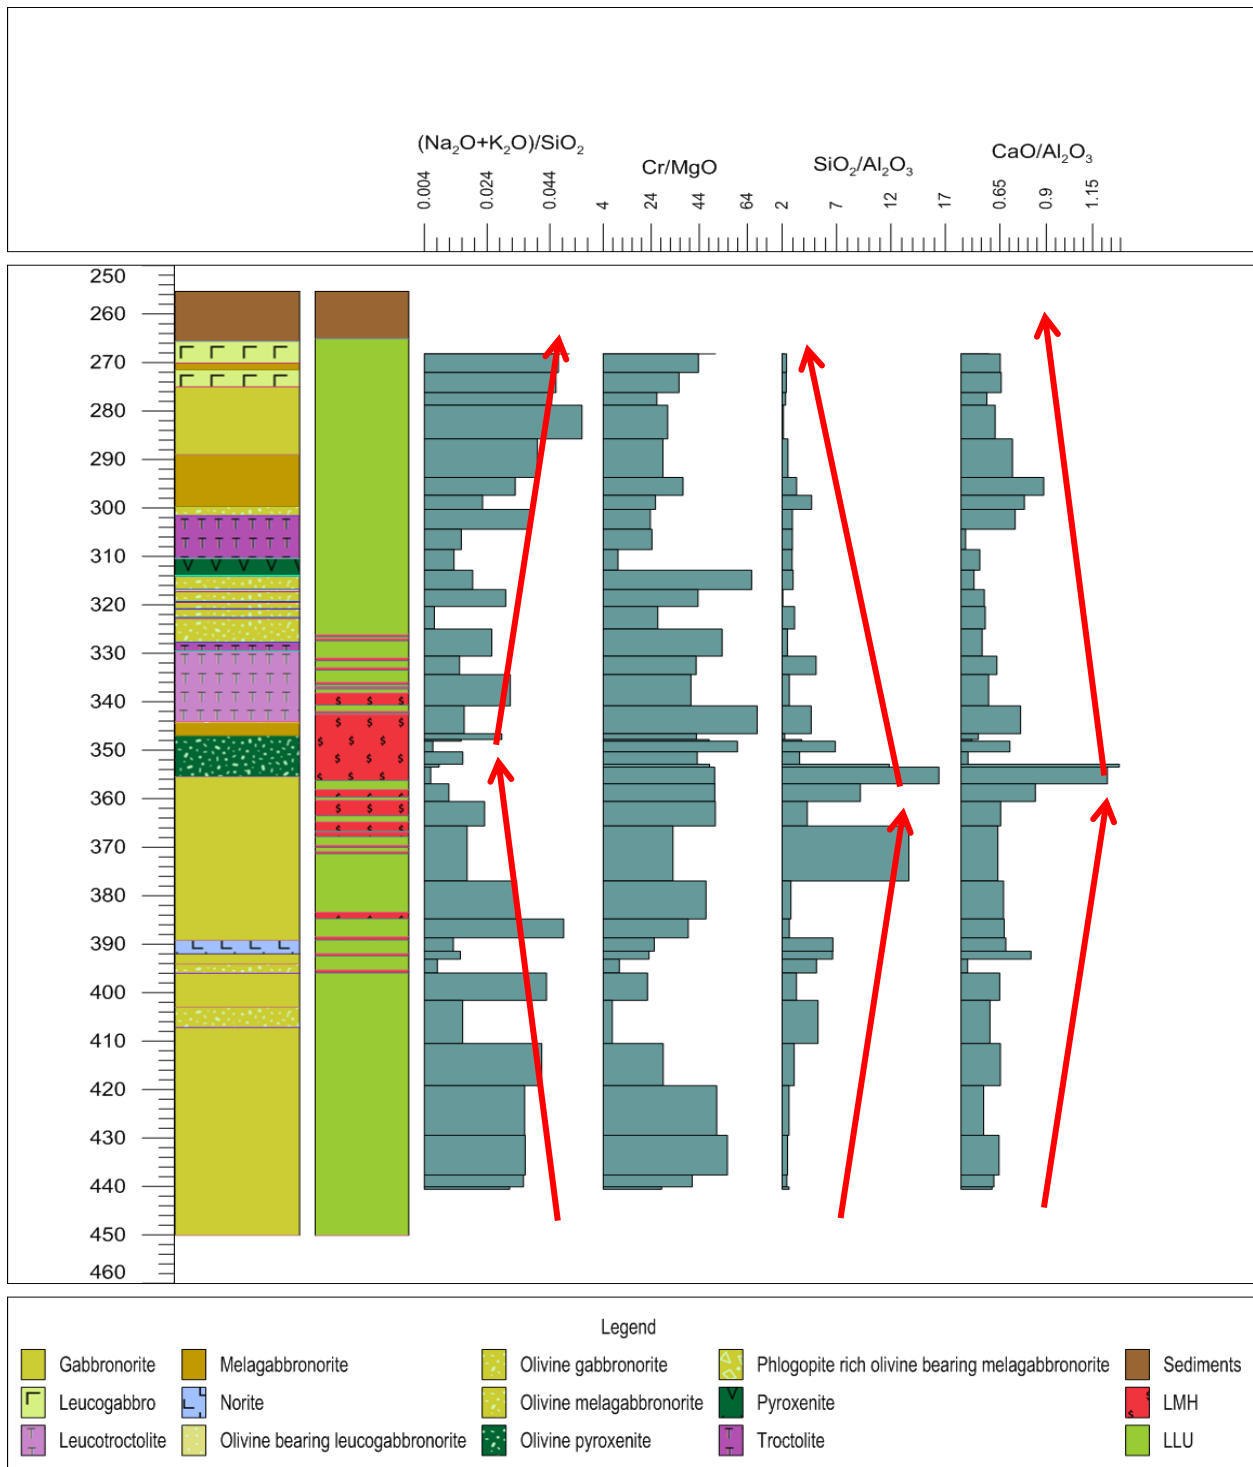 (Na₂O+K₂O)/SiO₂
0.004 0.024 0.0444
Cr/MgO
4 24 44 64
SiO₂/Al₂O₃
2 7 12 17
CaO/Al₂O₃
0.65 0.9 1.15
250
260
270
280
290
300
310
320
330
340
350
360
370
380
390
400
410
420
430
440
450
460
Legend
Gabbronorite Melagabbronorite Olivine gabbronorite Phlogopite rich olivine bearing melagabbronorite Sediments
Leucogabbro Norite Olivine melagabbronorite Pyroxenite LMH
Leucotroctolite Olivine bearing leucogabbronorite Olivine pyroxenite Troctolite LLU